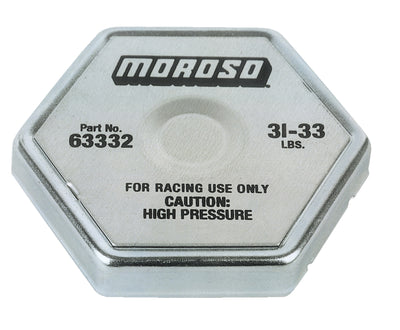 MOROSO
Part No.
63332
31-33
LBS.
FOR RACING USE ONLY
CAUTION:
HIGH PRESSURE